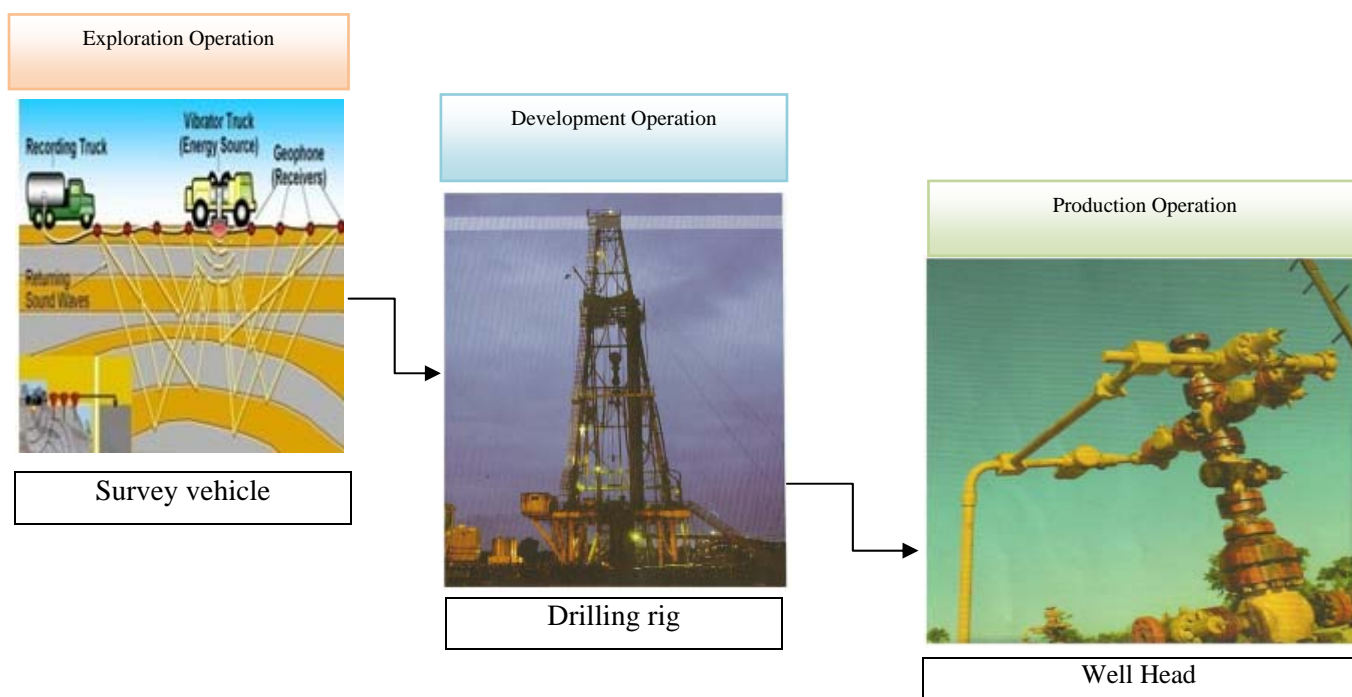 Exploration Operation
Vibrator Truck
(Energy Source)
Recording Truck
Geophone
(Receivers)
Returning
Sound Waves
Survey vehicle
Development Operation
Drilling rig
Production Operation
Well Head